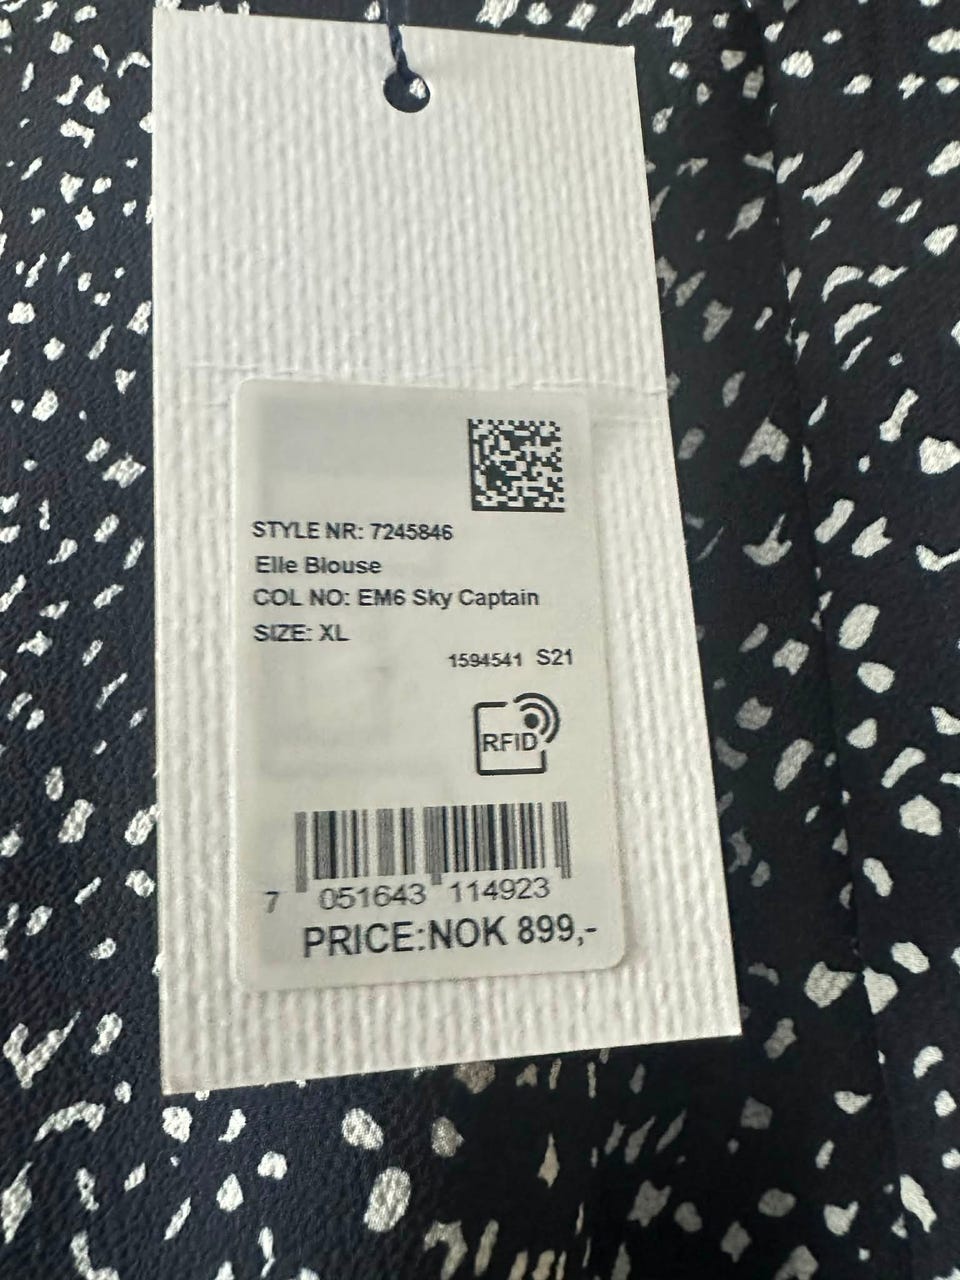 STYLE NR: 7245846
Elle Blouse
COL NO: EM6 Sky Captain
SIZE: XL
1594541 S21
RFID
7 051643 114923
PRICE:NOK 899,-